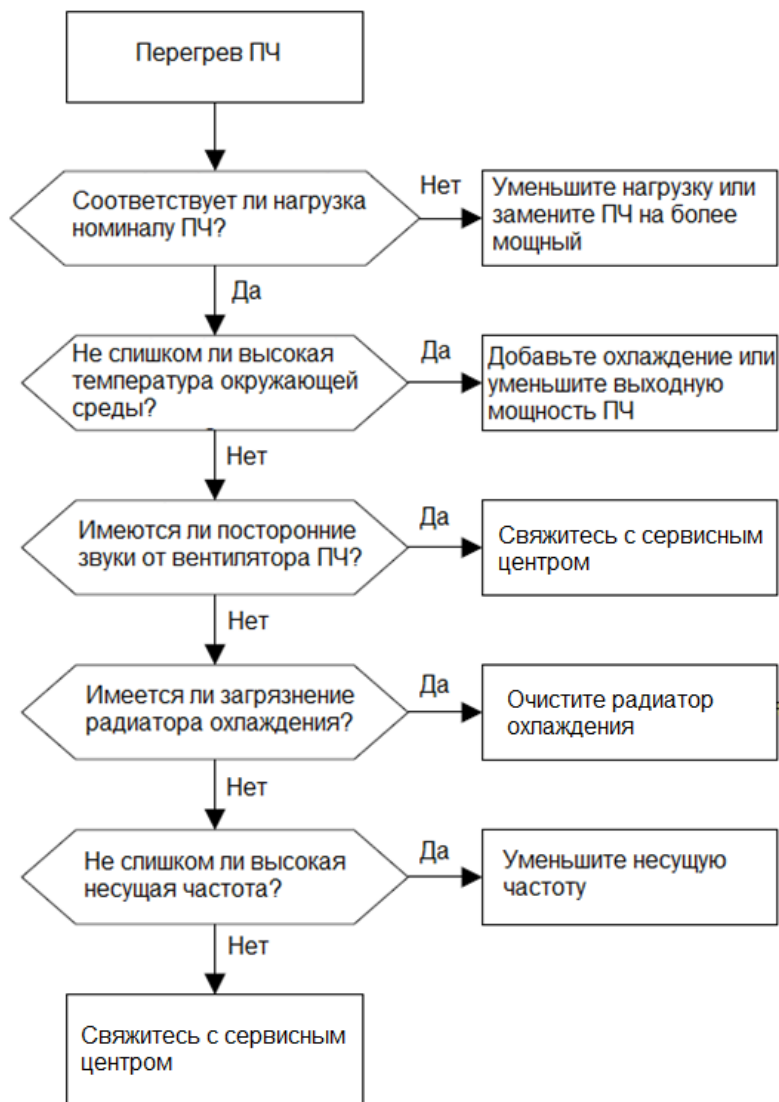 Перегрев ПЧ
Соответствует ли нагрузка
номиналу ПЧ?
Нет
Уменьшите нагрузку или
замените ПЧ на более
мощный
Да
Не слишком ли высокая
температура окружающей
среды?
Да
Добавьте охлаждение или
уменьшите выходную
мощность ПЧ
Нет
Имеются ли посторонние
звуки от вентилятора ПЧ?
Да
Свяжитесь с сервисным
центром
Нет
Имеется ли загрязнение
радиатора охлаждения?
Да
Очистите радиатор
охлаждения
Нет
Не слишком ли высокая
несущая частота?
Да
Уменьшите несущую
частоту
Нет
Свяжитесь с сервисным
центром